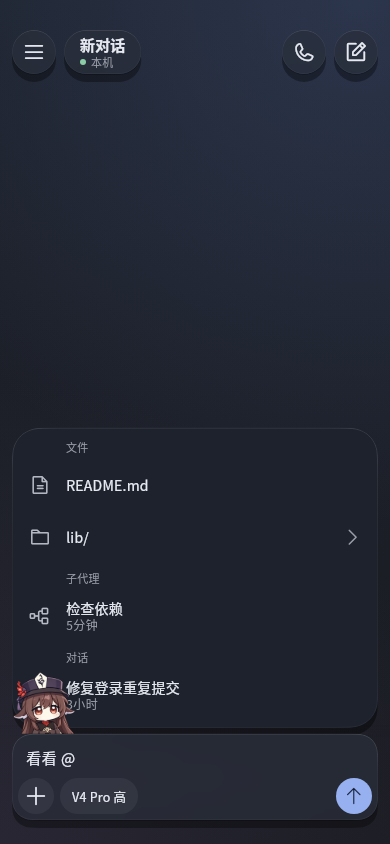 新对话
本机
文件
README.md
lib/
子代理
检查依赖
5分钟
对话
修复登录重复提交
3小时
看看 @
V4 Pro 高